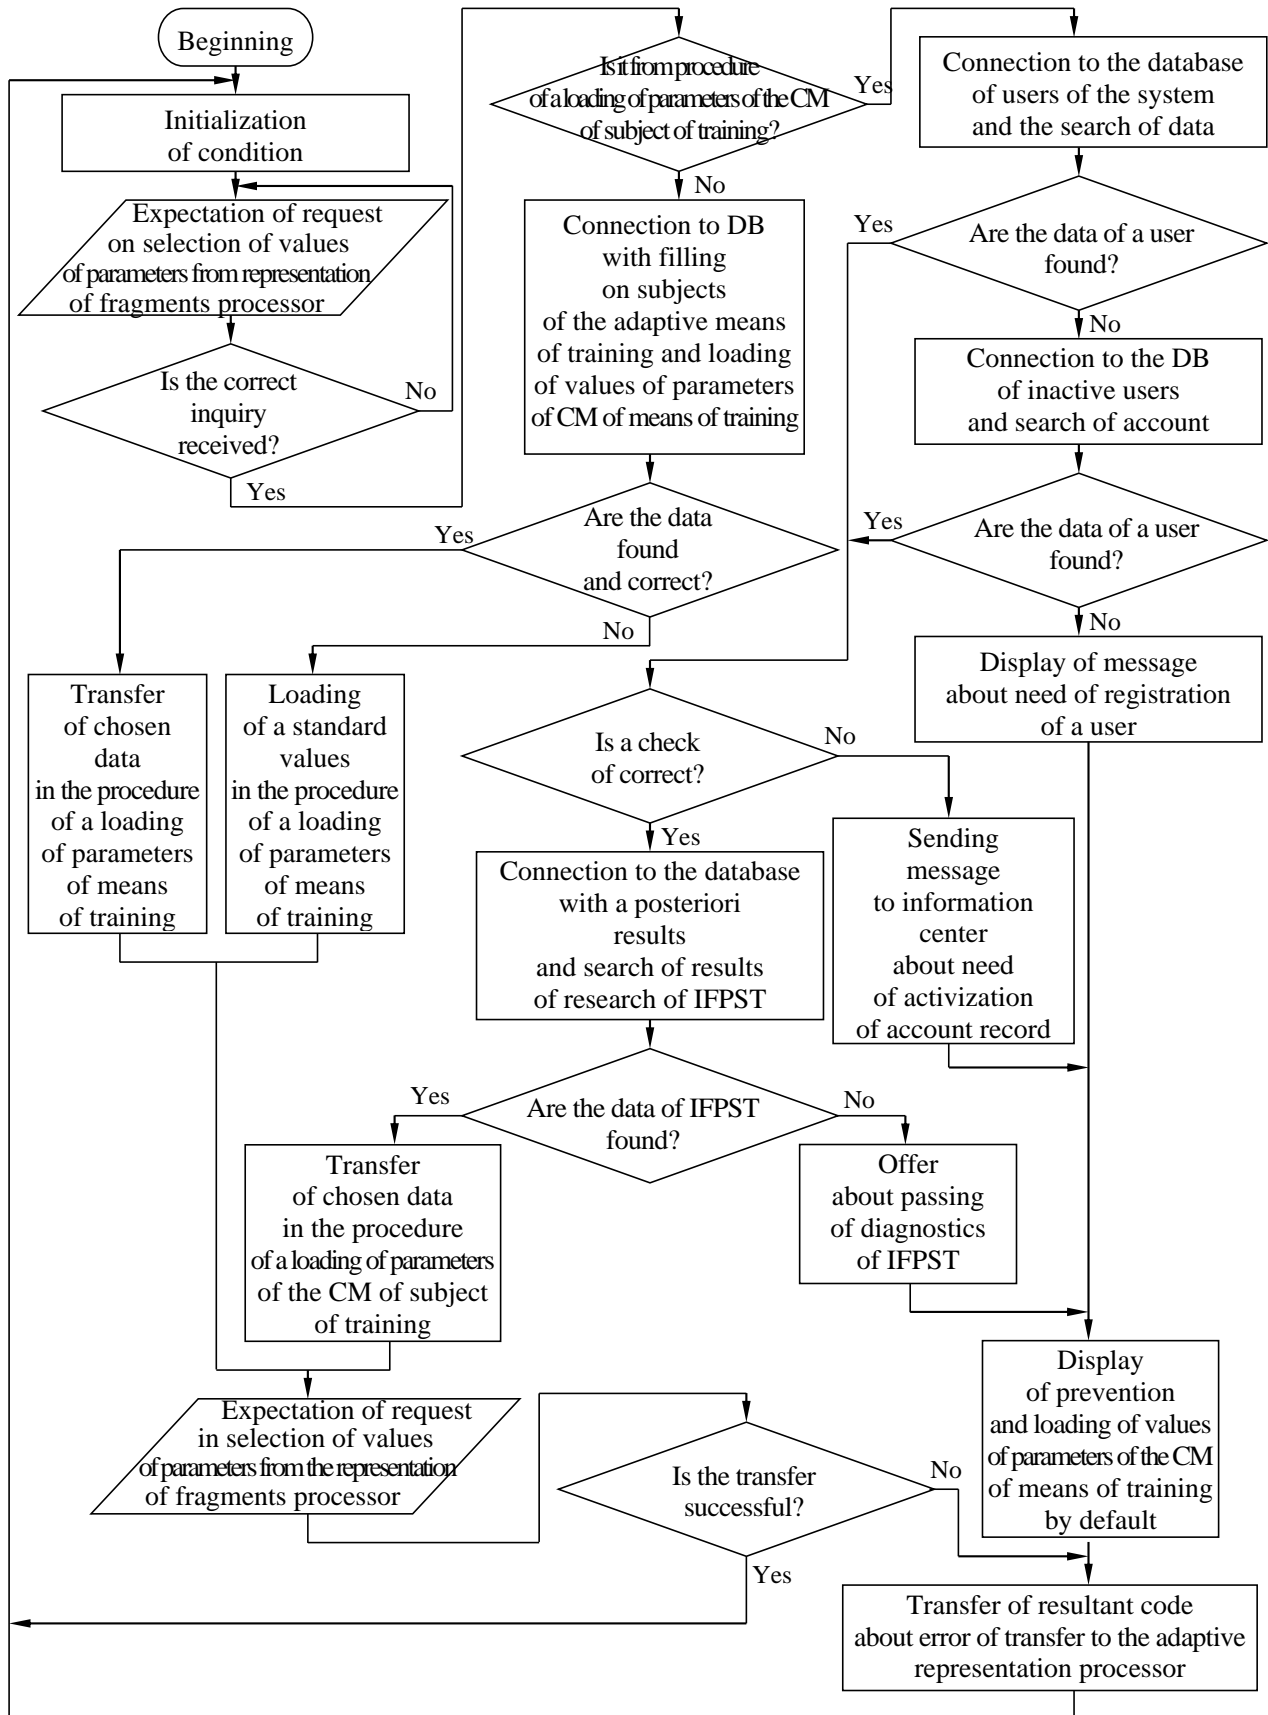 Beginning
Initialization
of condition
Expectation of request
on selection of values
of parameters from representation
of fragments processor
Is the correct
inquiry
received?
No
Yes
Is it from procedure
of a loading of parameters of the CM
of subject of training?
Yes
No
Connection to the database
of users of the system
and the search of data
Connection to DB
with filling
on subjects
of the adaptive means
of training and loading
of values of parameters
of CM of means of training
Yes
Are the data of a user
found?
No
Connection to the DB
of inactive users
and search of account
Yes
Are the data of a user
found?
No
Yes
Are the data
found
and correct?
No
Display of message
about need of registration
of a user
Transfer
of chosen
data
in the procedure
of a loading
of parameters
of means
of training
Loading
of a standard
values
in the procedure
of a loading
of parameters
of means
of training
Is a check
of correct?
No
Yes
Sending
message
to information
center
about need
of activization
of account record
Connection to the database
with a posteriori
results
and search of results
of research of IFPST
Yes
Are the data of IFPST
found?
No
Transfer
of chosen data
in the procedure
of a loading of parameters
of the CM of subject
of training
Offer
about passing
of diagnostics
of IFPST
Display
of prevention
and loading of values
of parameters of the CM
of means of training
by default
Expectation of request
in selection of values
of parameters from the representation
of fragments processor
Is the transfer
successful?
No
Yes
Transfer of resultant code
about error of transfer to the adaptive
representation processor